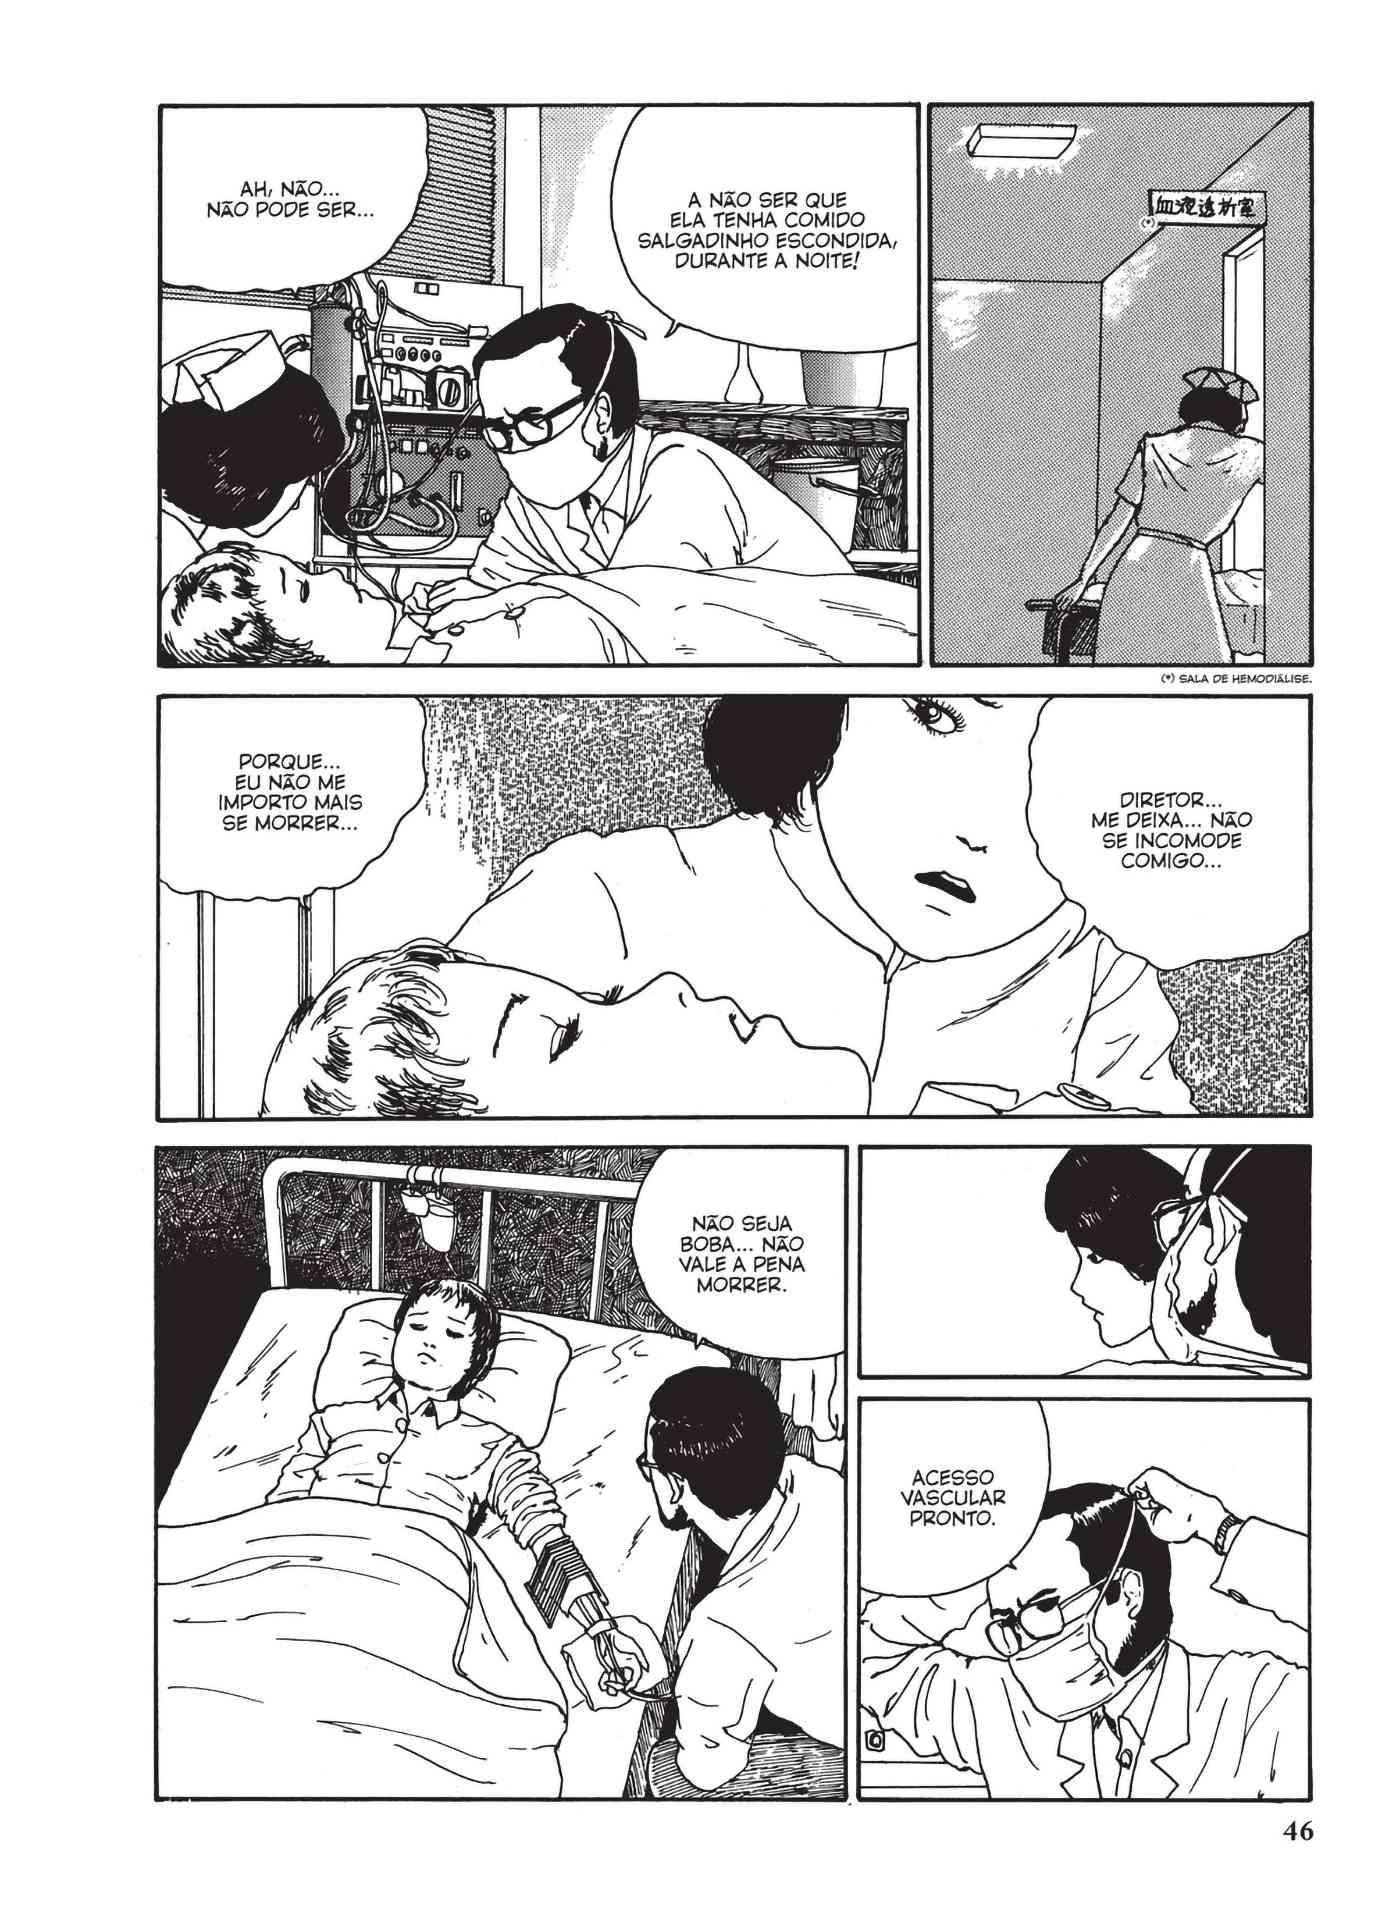 血液透析室
(*)
A NÃO SER QUE
ELA TENHA COMIDO
SALGADINHO ESCONDIDA,
DURANTE A NOITE!
AH, NÃO...
NÃO PODE SER...
(*) SALA DE HEMODIÁLISE.
DIRETOR...
ME DEIXA... NÃO
SE INCOMODE
COMIGO...
PORQUE...
EU NÃO ME
IMPORTO MAIS
SE MORRER...
ACESSO
VASCULAR
PRONTO.
NÃO SEJA
BOBA... NÃO
VALE A PENA
MORRER.
46